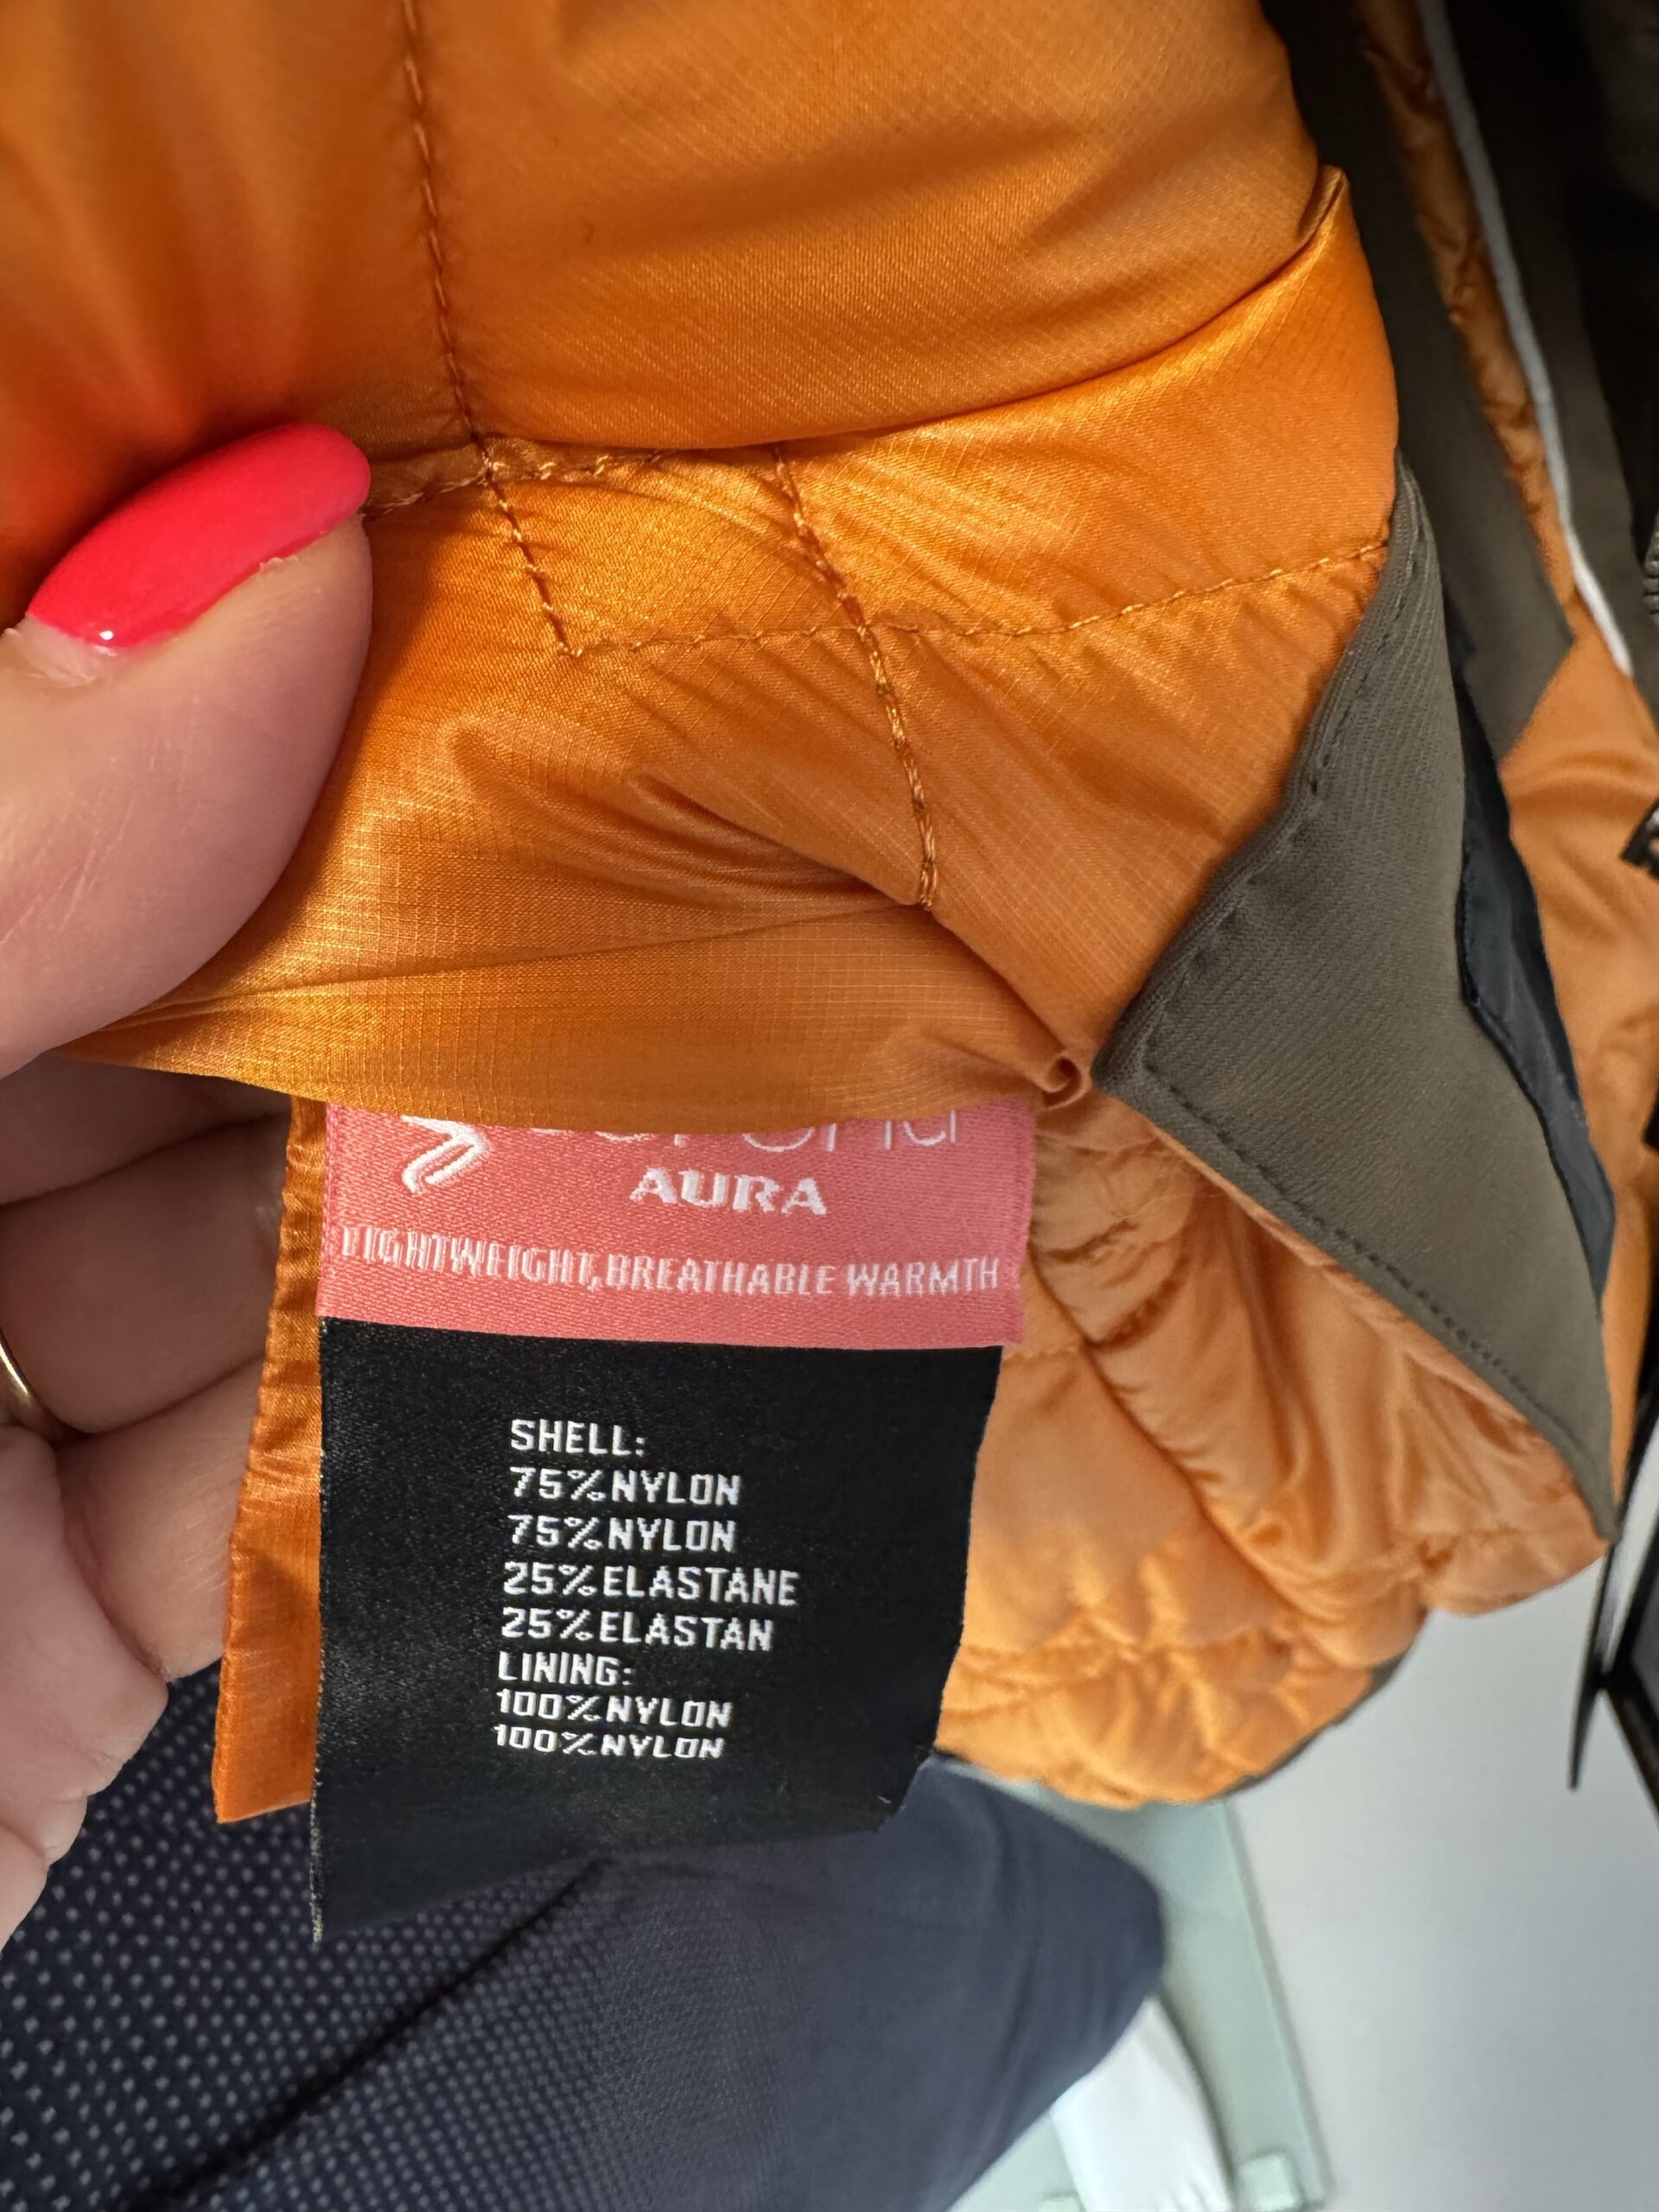 AURA
LIGHTWEIGHT,BREATHABLE WARMTH
SHELL:
75%NYLON
75%NYLON
25%ELASTANE
25%ELASTAN
LINING:
100%NYLON
100%NYLON